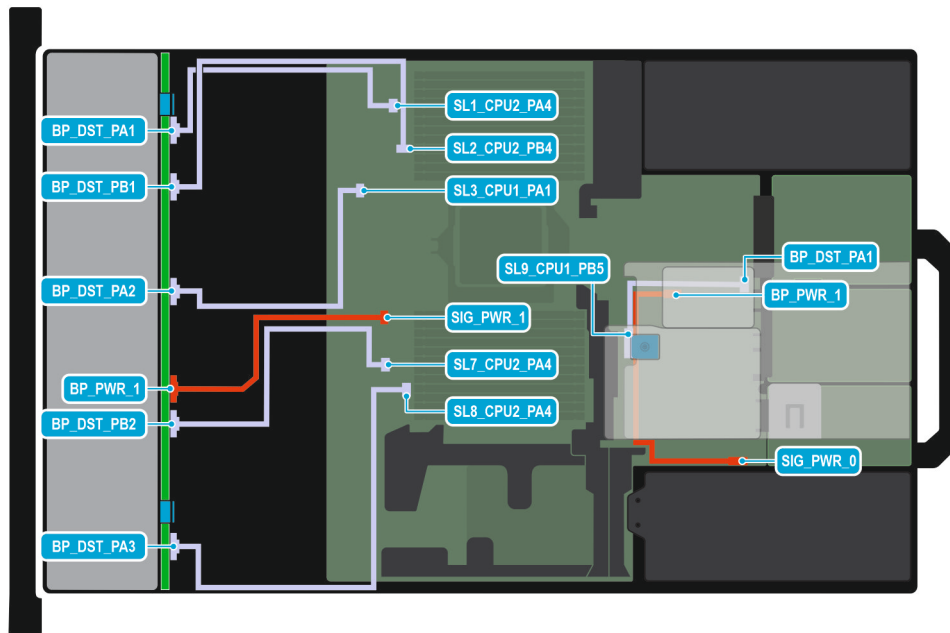 BP_DST_PA1
SL1_CPU2_PA4
SL2_CPU2_PB4
BP_DST_PB1
SL3_CPU1_PA1
BP_DST_PA1
SL9_CPU1_PB5
BP_DST_PA2
BP_PWR_1
SIG_PWR_1
SL7_CPU2_PA4
BP_PWR_1
SL8_CPU2_PA4
BP_DST_PB2
SIG_PWR_0
BP_DST_PA3